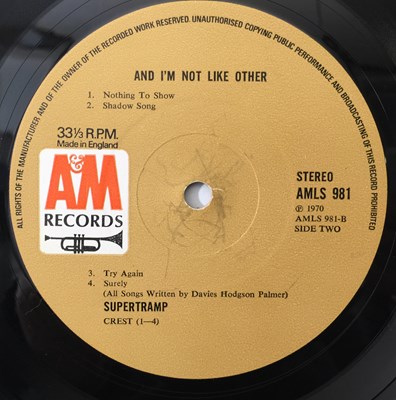 ALL RIGHTS OF THE MANUFACTURER AND OF THE OWNER OF THE RECORDED WORK RESERVED. UNAUTHORISED COPYING PUBLIC PERFORMANCE AND BROADCASTING OF THIS RECORD PROHIBITED
AND I'M NOT LIKE OTHER
1. Nothing To Show
2. Shadow Song
33⅓ R.P.M.
Made in England
A&M
RECORDS
STEREO
AMLS 981
℗ 1970
AMLS 981-B
SIDE TWO
3. Try Again
4. Surely
(All Songs Written by Davies Hodgson Palmer)
SUPERTRAMP
CREST (1—4)